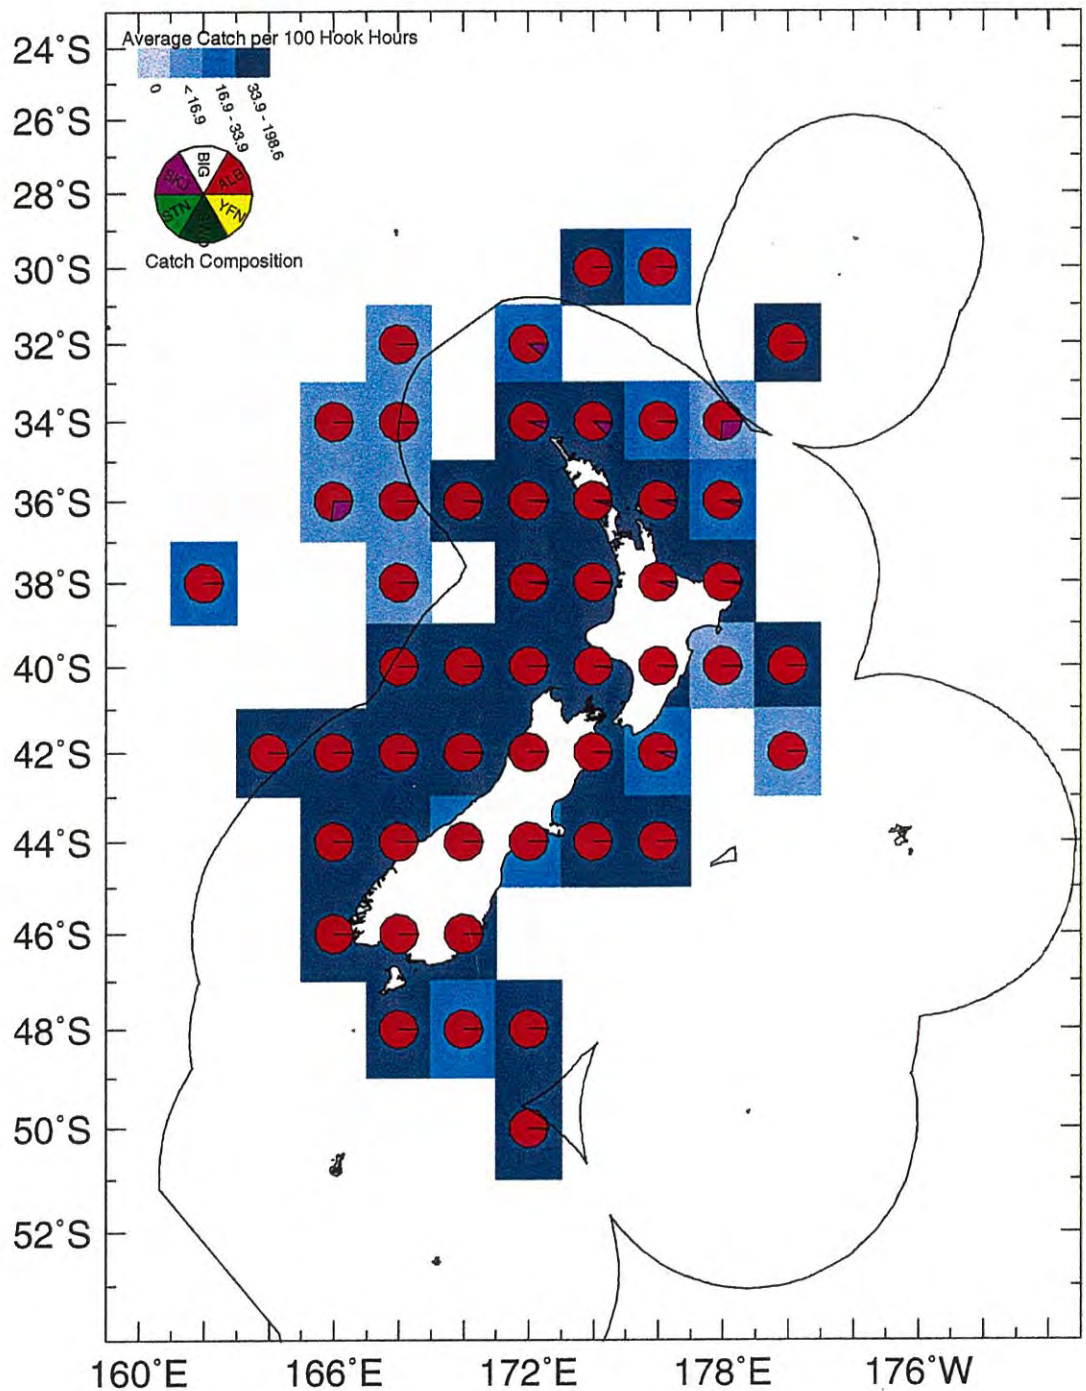 Average Catch per 100 Hook Hours
0
< 16.9
16.9 - 33.9
33.9 - 198.6
BIG
ALB
YFN
STN
SKJ
Catch Composition
24°S
26°S
28°S
30°S
32°S
34°S
36°S
38°S
40°S
42°S
44°S
46°S
48°S
50°S
52°S
160°E
166°E
172°E
178°E
176°W